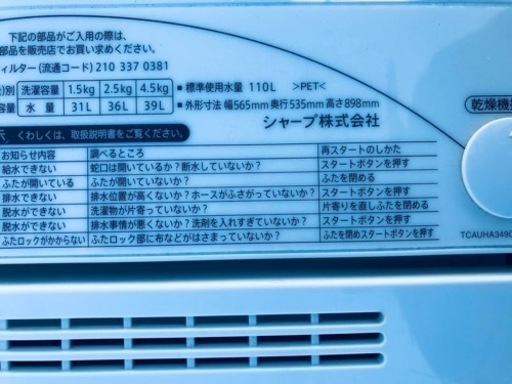 下記の部品がご入用の際は、
部品を販売店でお買い求めください。
フィルター(流通コード) 210 337 0381
別 洗濯容量 1.5kg 2.5kg 4.5kg
容量 水量 31L 36L 39L
■標準使用水量 110L >PET<
■外形寸法 幅565mm 奥行535mm 高さ898mm
シャープ株式会社
乾燥機
示 くわしくは、取扱説明書をご覧ください。
お知らせ内容 調べるところ 再スタートのしかた
給水できない 蛇口は開いているか?断水していないか? スタートボタンを押す
ふたが開いている ふたが開いていないか? ふたを閉める
排水できない 排水位置が高くないか?ホースがふさがっていないか? スタートボタンを押す
脱水ができない 洗濯物が片寄っていないか? 片寄りを直しふたを閉める
脱水ができない 排水事情が悪くないか?洗剤を入れすぎていないか? スタートボタンを押す
ふたロックがかからない ふたロック部に布などがはさまっていないか? ふたを閉めスタートボタンを押す
TCAUHA349